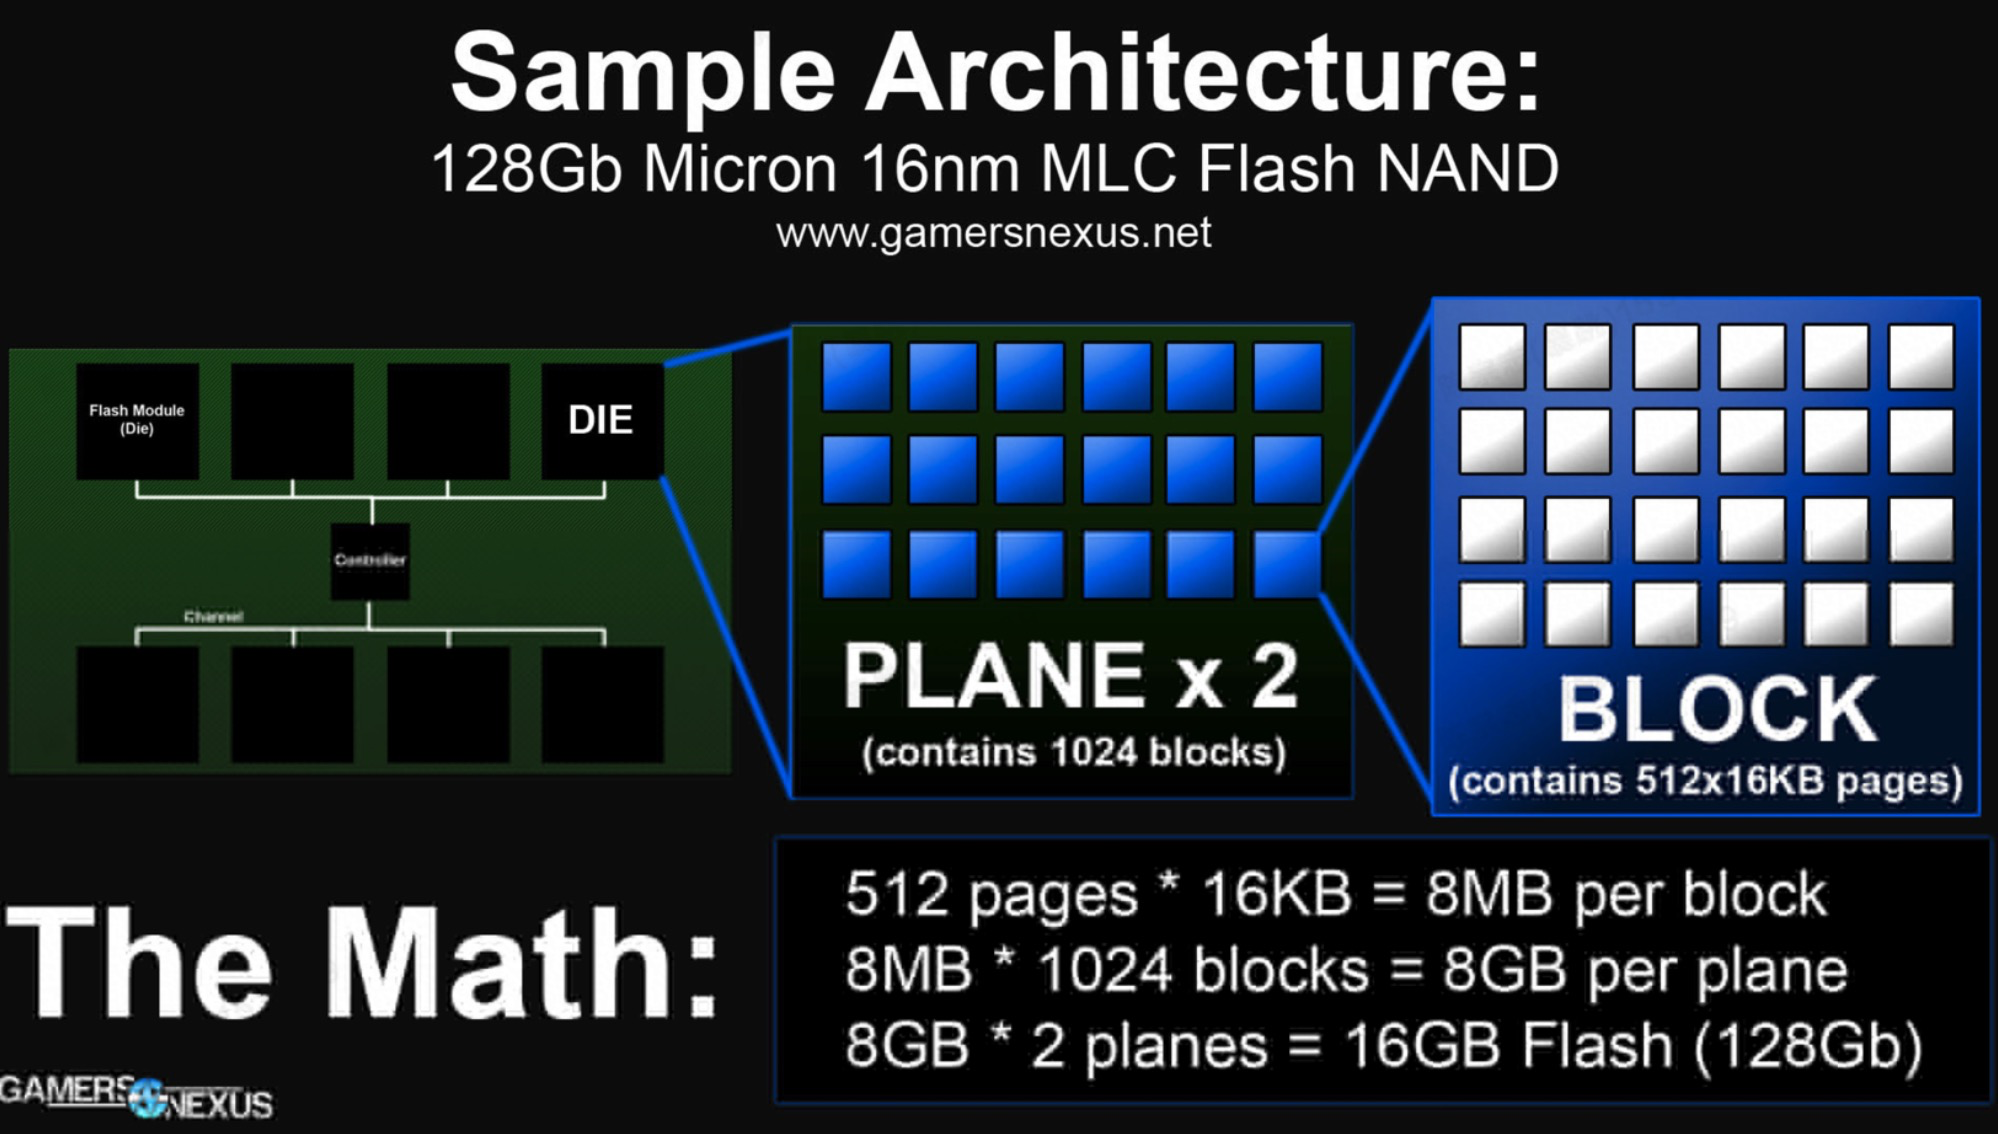 Sample Architecture:
128Gb Micron 16nm MLC Flash NAND
www.gamersnexus.net
Flash Module
(Die)
DIE
Controller
Channel
PLANE x 2
(contains 1024 blocks)
BLOCK
(contains 512x16KB pages)
The Math:
512 pages * 16KB = 8MB per block
8MB * 1024 blocks = 8GB per plane
8GB * 2 planes = 16GB Flash (128Gb)
GAMERS NEXUS